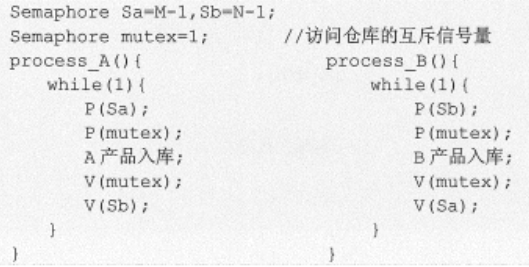 Semaphore Sa=M-1,Sb=N-1;
Semaphore mutex=1; //访问仓库的互斥信号量
process_A(){ process_B(){
while(1){ while(1){
P(Sa); P(Sb);
P(mutex); P(mutex);
A产品入库; B产品入库;
V(mutex); V(mutex);
V(Sb); V(Sa);
} }
} }